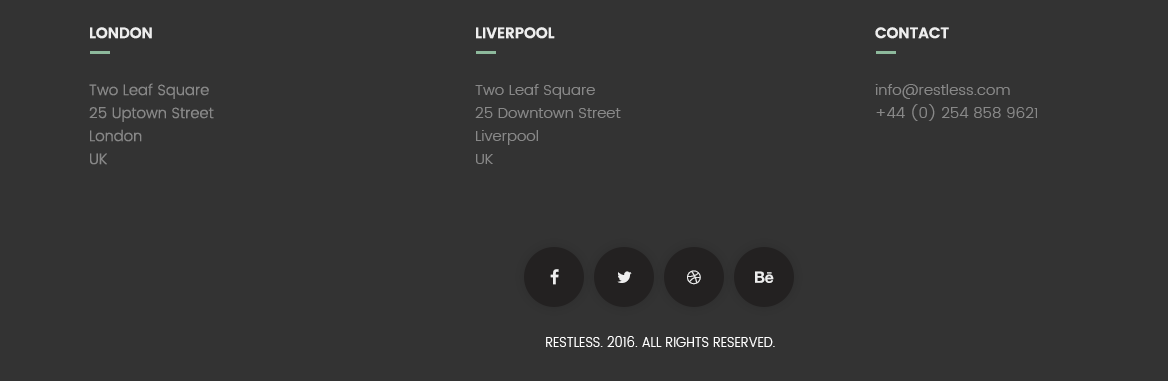 LONDON
Two Leaf Square
25 Uptown Street
London
UK
LIVERPOOL
Two Leaf Square
25 Downtown Street
Liverpool
UK
CONTACT
info@restless.com
+44 (0) 254 858 9621
Bē
RESTLESS. 2016. ALL RIGHTS RESERVED.